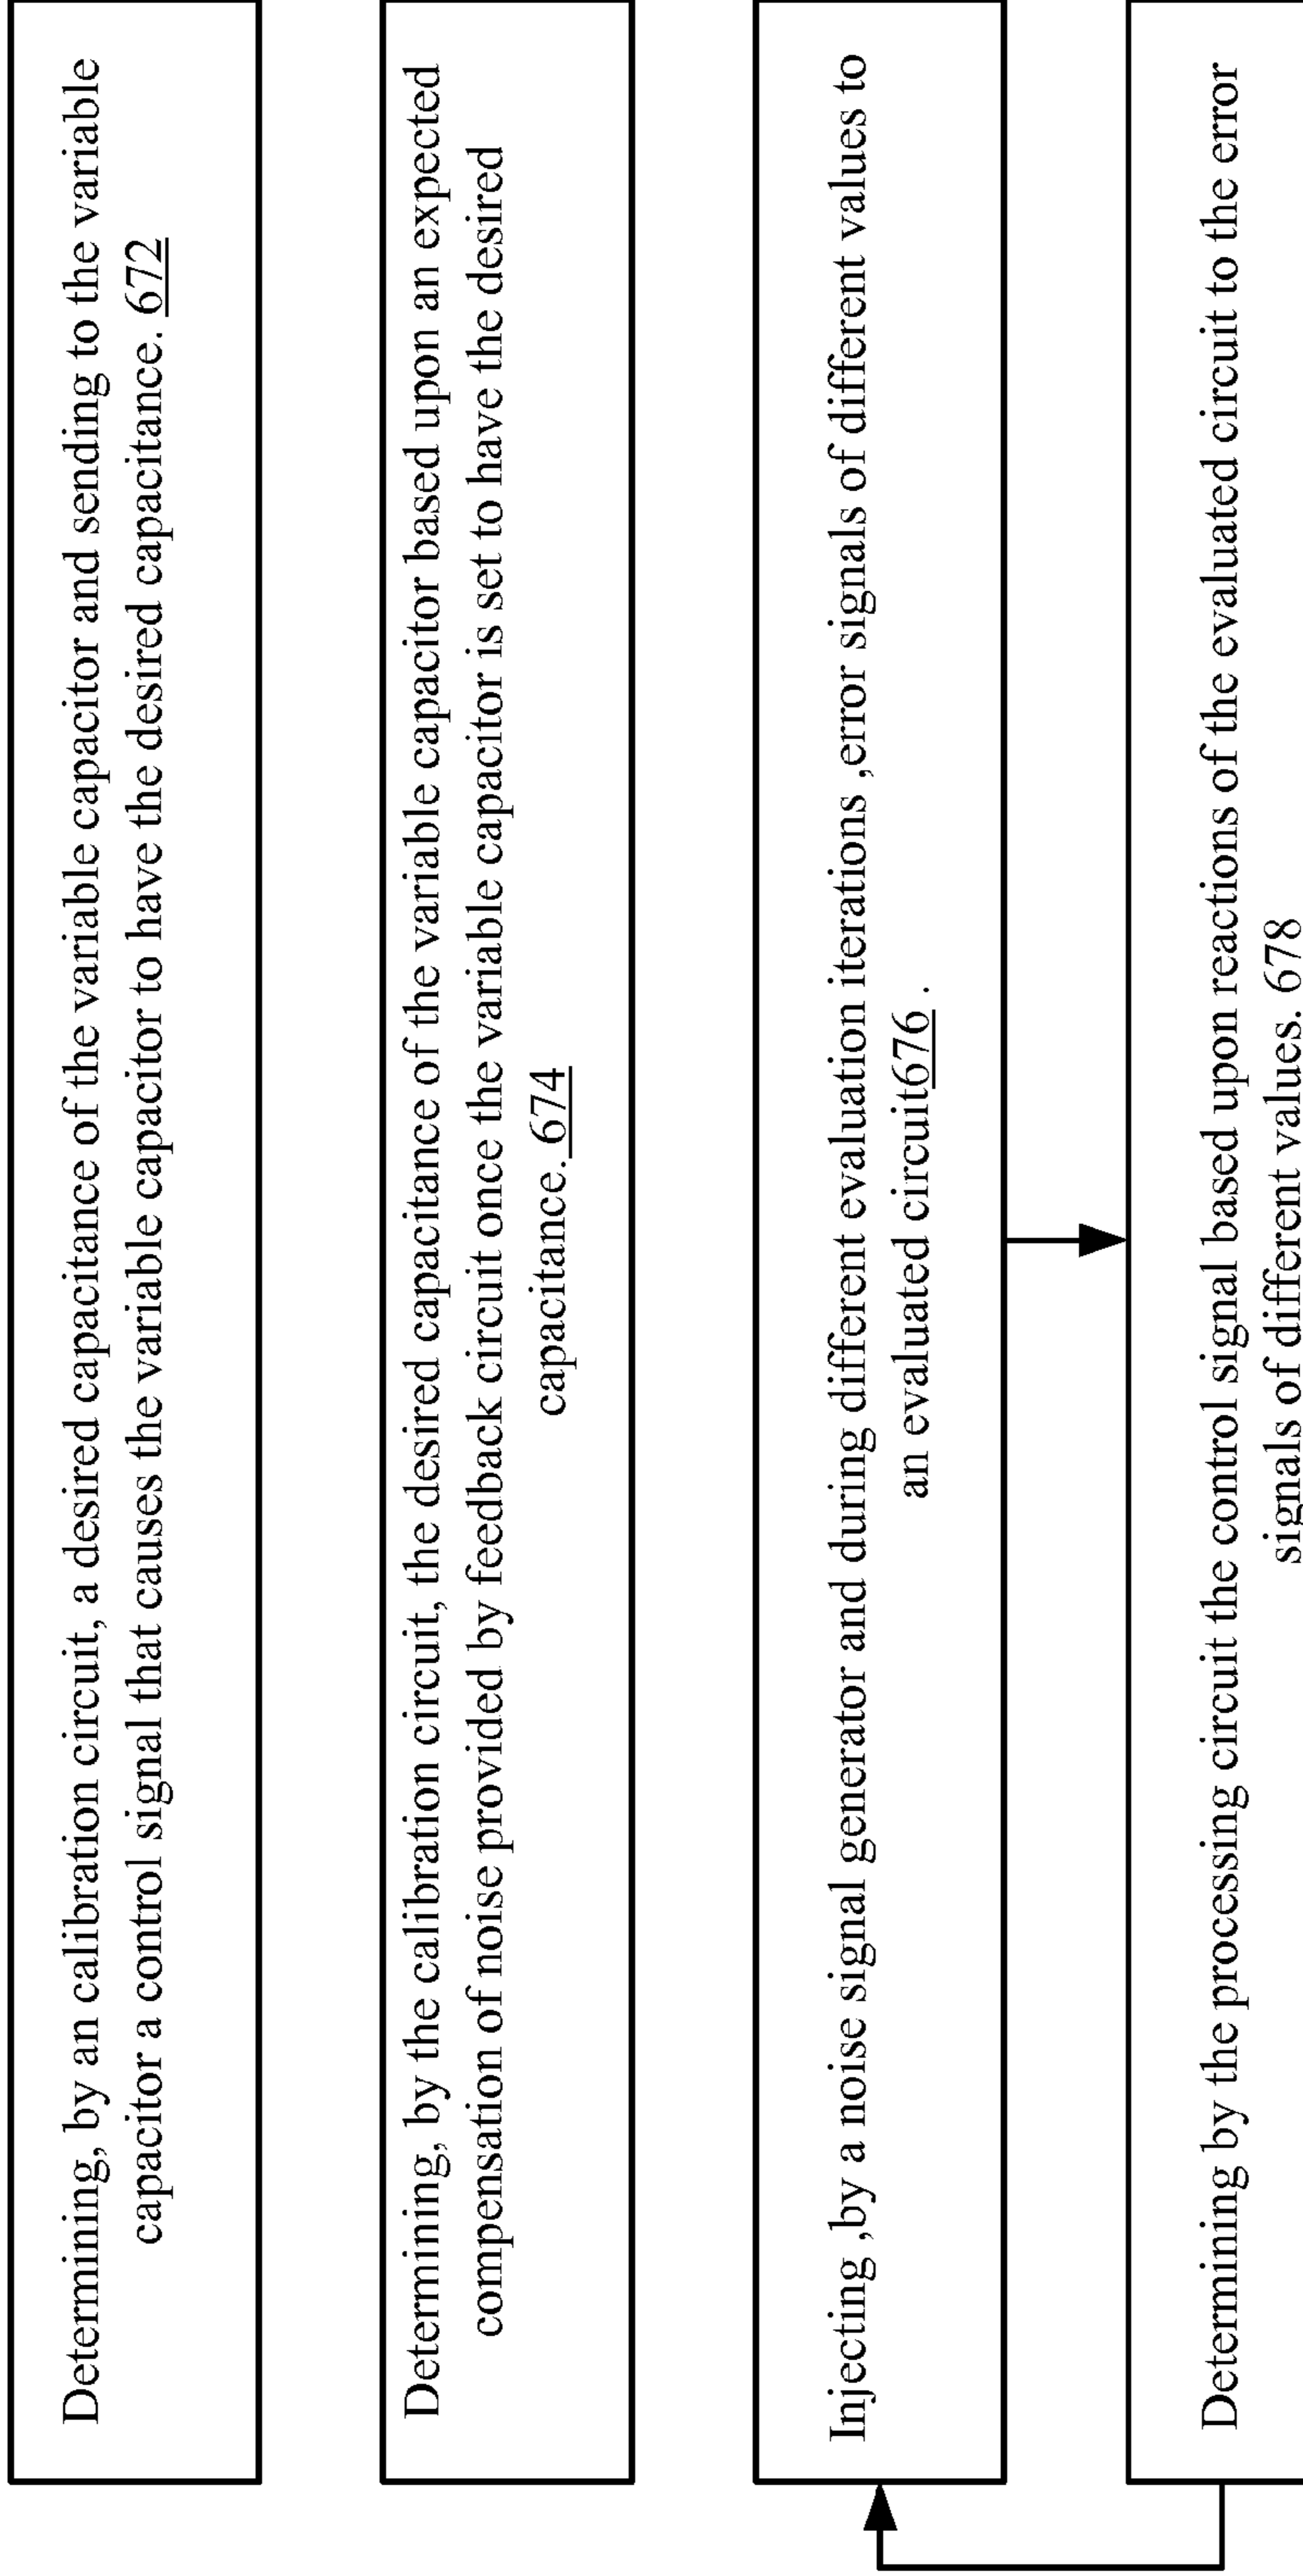 Determining, by an calibration circuit, a desired capacitance of the variable capacitor and sending to the variable
capacitor a control signal that causes the variable capacitor to have the desired capacitance. 672
Determining, by the calibration circuit, the desired capacitance of the variable capacitor based upon an expected
compensation of noise provided by feedback circuit once the variable capacitor is set to have the desired
capacitance. 674
Injecting ,by a noise signal generator and during different evaluation iterations ,error signals of different values to
an evaluated circuit676 .
Determining by the processing circuit the control signal based upon reactions of the evaluated circuit to the error
signals of different values. 678